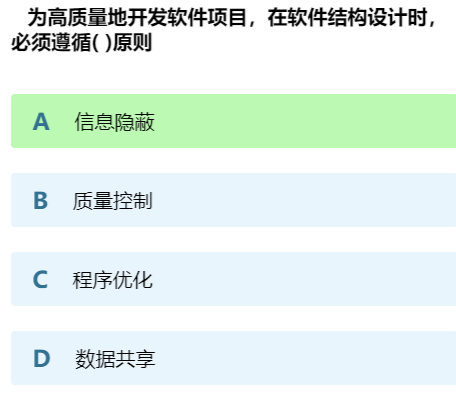 为高质量地开发软件项目，在软件结构设计时，
必须遵循( )原则
A 信息隐蔽
B 质量控制
C 程序优化
D 数据共享